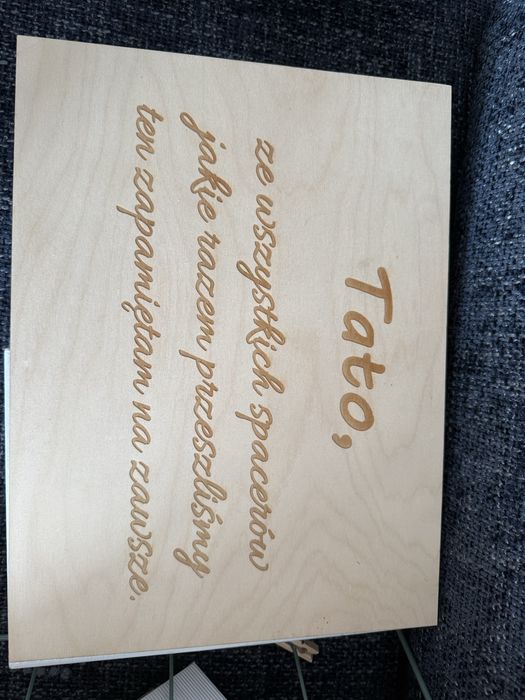 Tato,
ze wszystkich spacerów
jakie razem przeszliśmy
ten zapamiętam na zawsze.